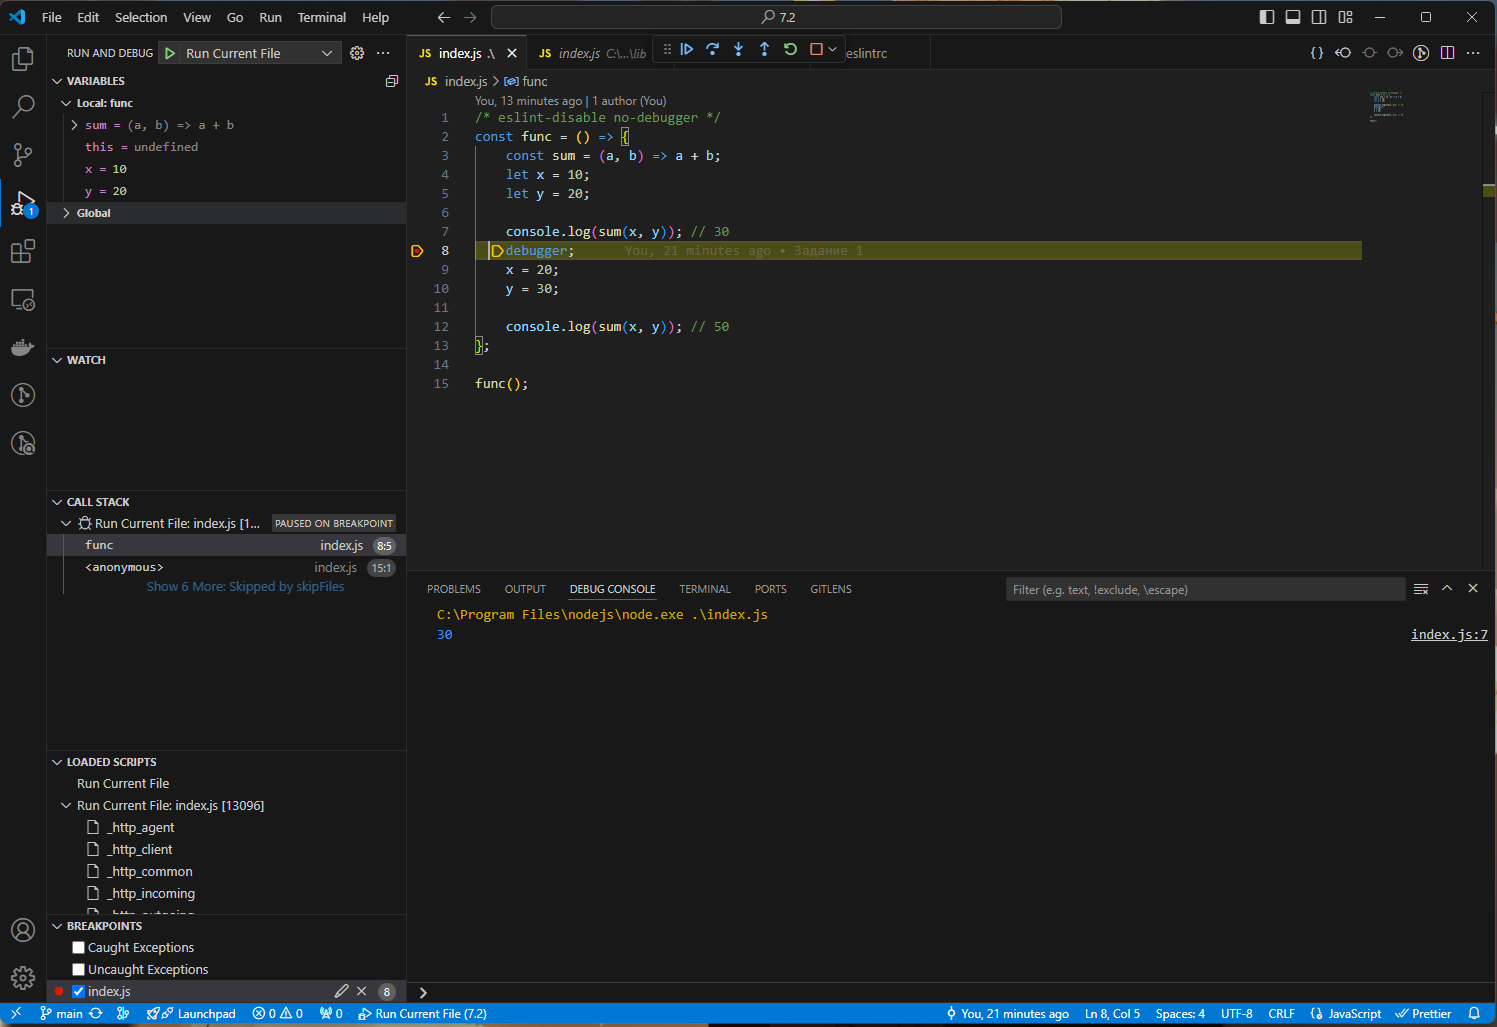 File Edit Selection View Go Run Terminal Help
7.2
RUN AND DEBUG Run Current File
VARIABLES
Local: func
sum = (a, b) => a + b
this = undefined
x = 10
y = 20
Global
WATCH
CALL STACK
Run Current File: index.js [1... PAUSED ON BREAKPOINT
func index.js 8:5
<anonymous> index.js 15:1
Show 6 More: Skipped by skipFiles
LOADED SCRIPTS
Run Current File
Run Current File: index.js [13096]
_http_agent
_http_client
_http_common
_http_incoming
_http_outgoing
BREAKPOINTS
Caught Exceptions
Uncaught Exceptions
index.js 8
JS index.js .\ JS index.js C:\...\lib eslintrc
JS index.js > func
You, 13 minutes ago | 1 author (You)
1 /* eslint-disable no-debugger */
2 const func = () => {
3 const sum = (a, b) => a + b;
4 let x = 10;
5 let y = 20;
6
7 console.log(sum(x, y)); // 30
8 debugger; You, 21 minutes ago • Задание 1
9 x = 20;
10 y = 30;
11
12 console.log(sum(x, y)); // 50
13 };
14
15 func();
PROBLEMS OUTPUT DEBUG CONSOLE TERMINAL PORTS GITLENS Filter (e.g. text, !exclude, \escape)
C:\Program Files\nodejs\node.exe .\index.js
30 index.js:7
main Launchpad 0 0 0 Run Current File (7.2) You, 21 minutes ago Ln 8, Col 5 Spaces: 4 UTF-8 CRLF JavaScript Prettier
1